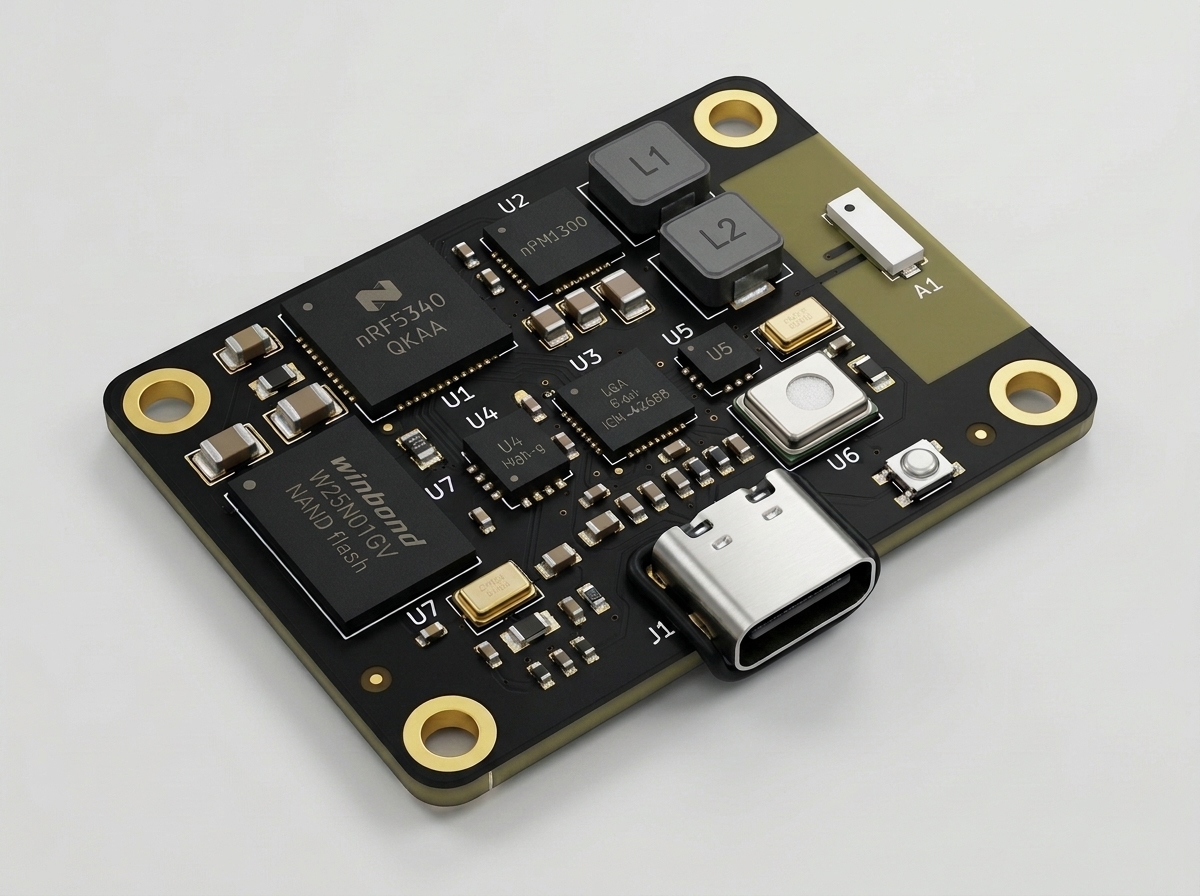 L1
U2
nPM1300
L2
A1
nRF5340
QKAA
U1
U5
U5
U3
LGA
U4
U4
U7
U6
winbond
W25N01GV
NAND flash
U7
J1